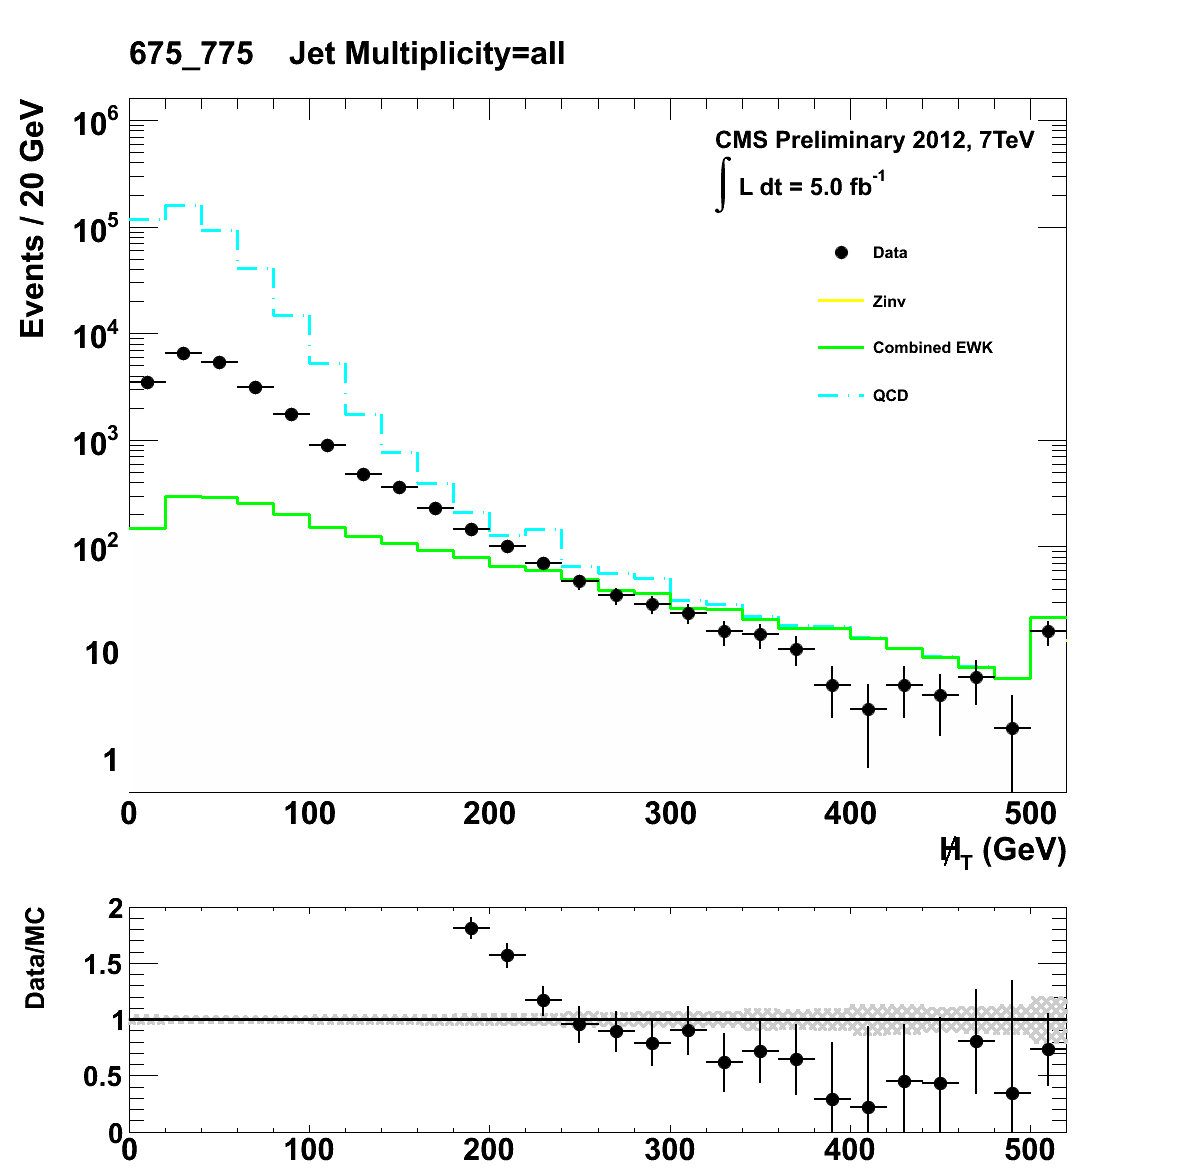 675_775 Jet Multiplicity=all
Events / 20 GeV
10^6
10^5
10^4
10^3
10^2
10
1
CMS Preliminary 2012, 7TeV
∫ L dt = 5.0 fb^-1
Data
Zinv
Combined EWK
QCD
0 100 200 300 400 500
H̸_T (GeV)
Data/MC
2
1.5
1
0.5
0
0 100 200 300 400 500